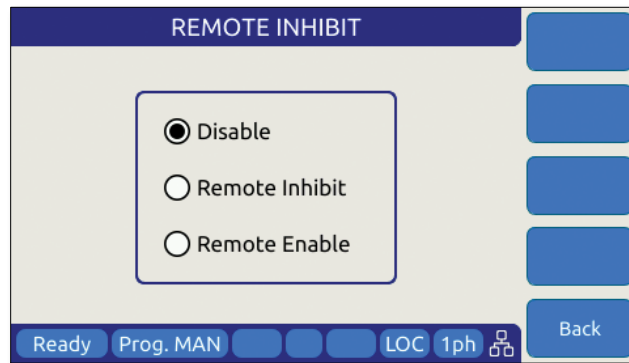 REMOTE INHIBIT
Disable
Remote Inhibit
Remote Enable
Back
Ready Prog. MAN LOC 1ph